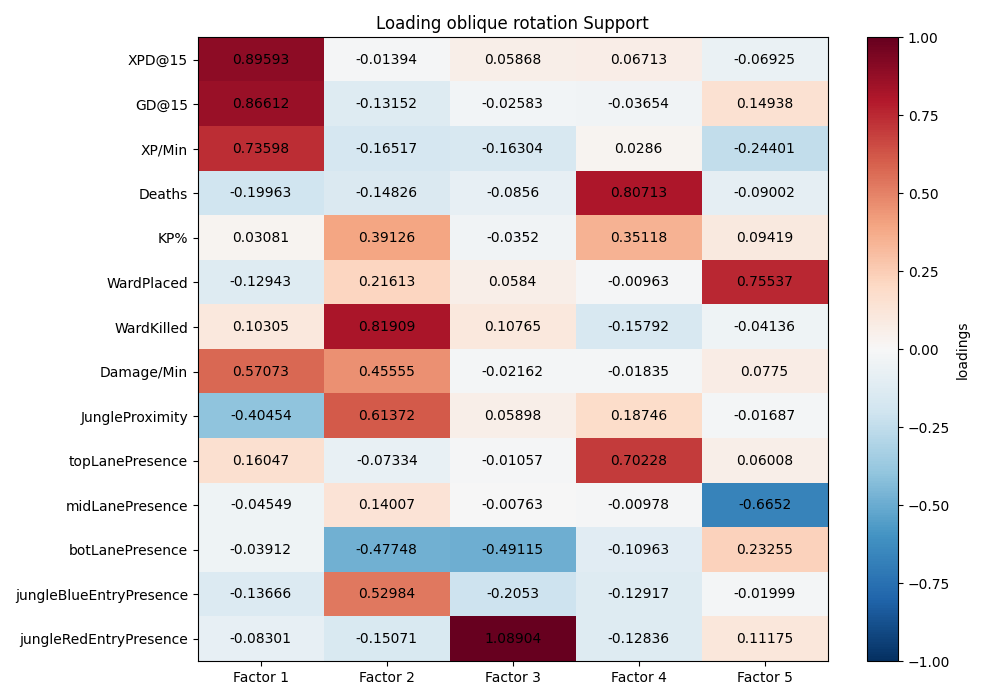 Loading oblique rotation Support
XPD@15 0.89593 -0.01394 0.05868 0.06713 -0.06925
GD@15 0.86612 -0.13152 -0.02583 -0.03654 0.14938
XP/Min 0.73598 -0.16517 -0.16304 0.0286 -0.24401
Deaths -0.19963 -0.14826 -0.0856 0.80713 -0.09002
KP% 0.03081 0.39126 -0.0352 0.35118 0.09419
WardPlaced -0.12943 0.21613 0.0584 -0.00963 0.75537
WardKilled 0.10305 0.81909 0.10765 -0.15792 -0.04136
Damage/Min 0.57073 0.45555 -0.02162 -0.01835 0.0775
JungleProximity -0.40454 0.61372 0.05898 0.18746 -0.01687
topLanePresence 0.16047 -0.07334 -0.01057 0.70228 0.06008
midLanePresence -0.04549 0.14007 -0.00763 -0.00978 -0.6652
botLanePresence -0.03912 -0.47748 -0.49115 -0.10963 0.23255
jungleBlueEntryPresence -0.13666 0.52984 -0.2053 -0.12917 -0.01999
jungleRedEntryPresence -0.08301 -0.15071 1.08904 -0.12836 0.11175
Factor 1 Factor 2 Factor 3 Factor 4 Factor 5
1.00
0.75
0.50
0.25
0.00
−0.25
−0.50
−0.75
−1.00
loadings